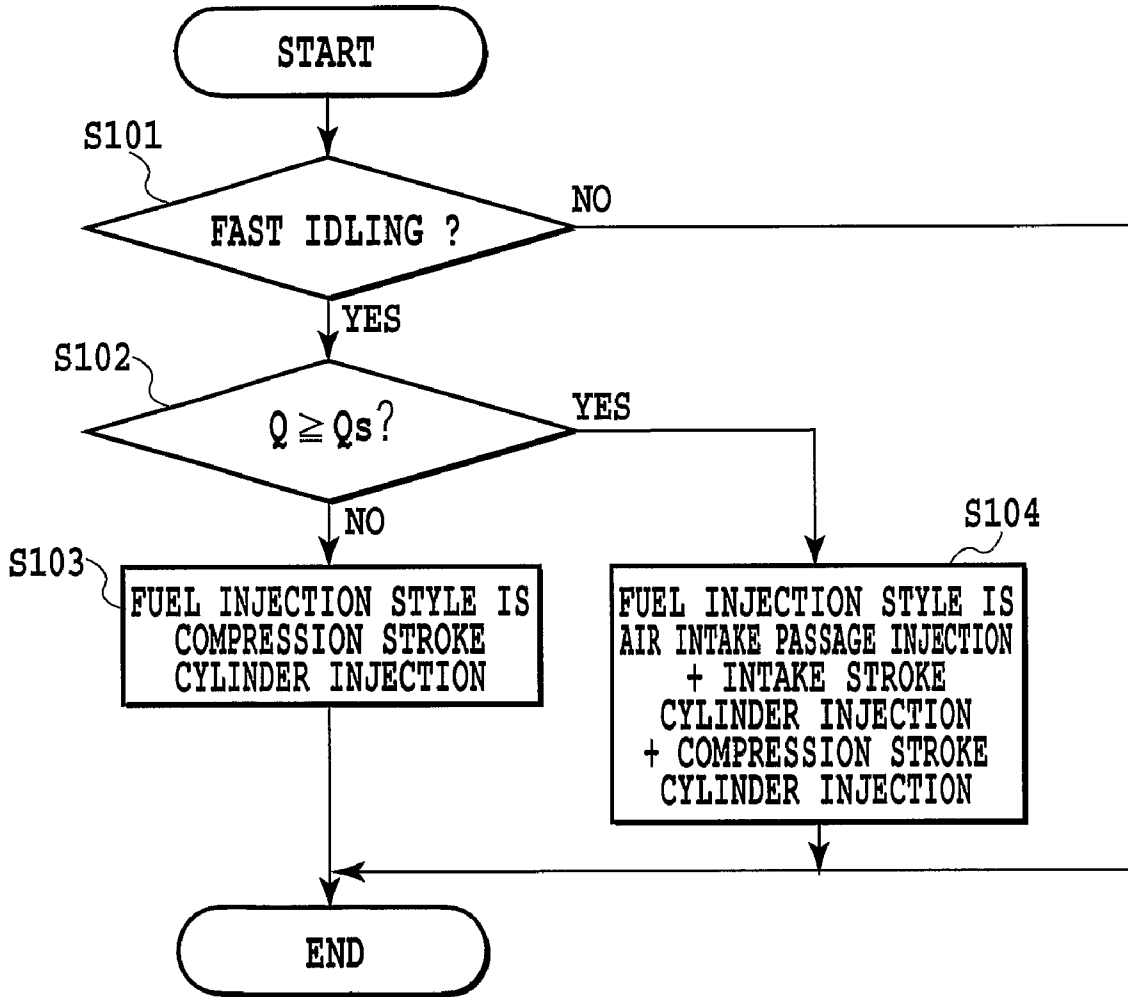 START
S101
FAST IDLING ?
NO
YES
S102
Q ≧ Qs?
YES
NO
S103
FUEL INJECTION STYLE IS
COMPRESSION STROKE
CYLINDER INJECTION
S104
FUEL INJECTION STYLE IS
AIR INTAKE PASSAGE INJECTION
+ INTAKE STROKE
CYLINDER INJECTION
+ COMPRESSION STROKE
CYLINDER INJECTION
END